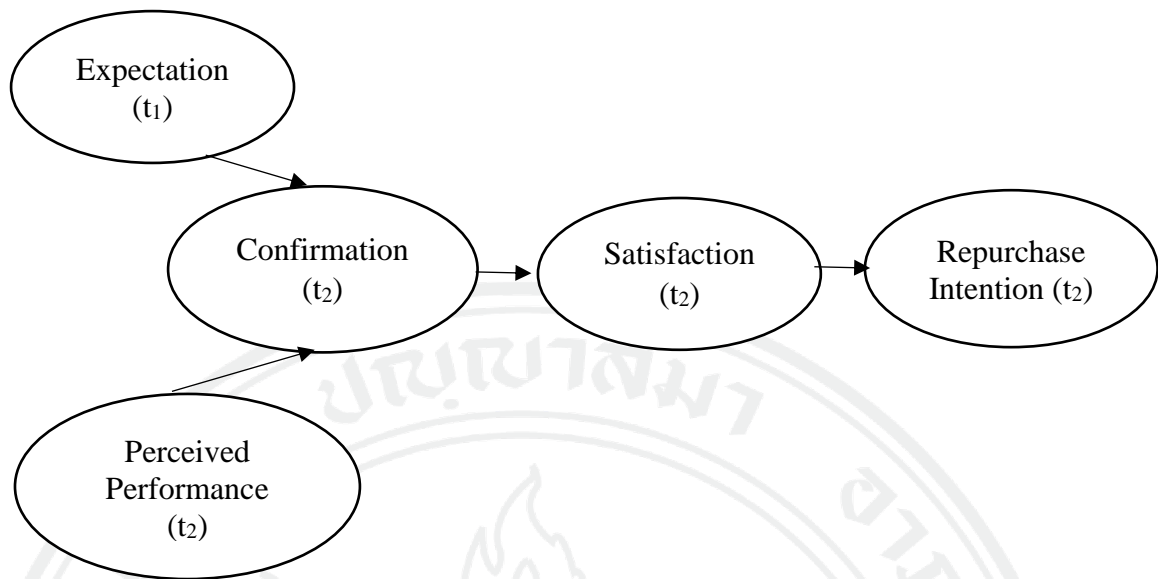 Expectation
(t₁)
Confirmation
(t₂)
Satisfaction
(t₂)
Repurchase
Intention (t₂)
Perceived
Performance
(t₂)